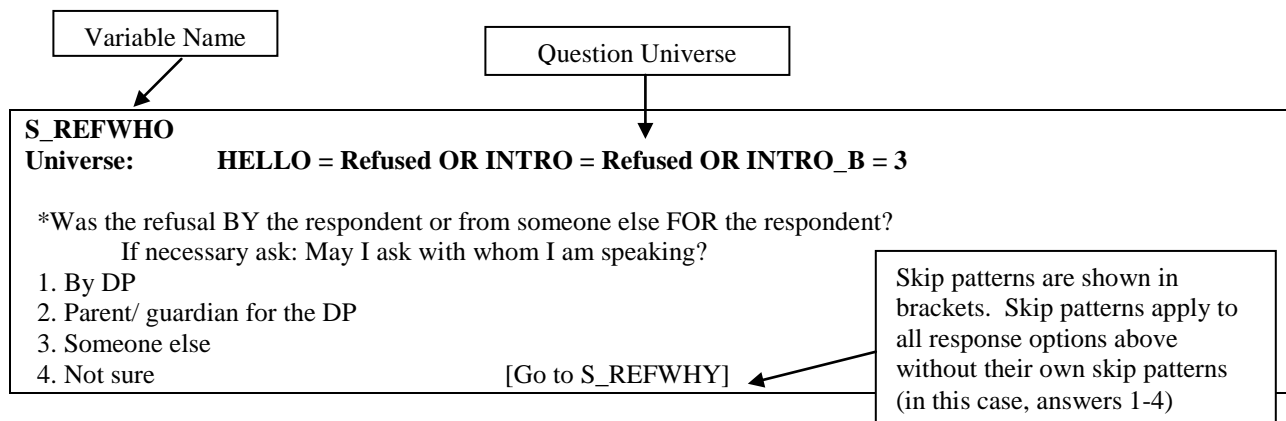 Variable Name
Question Universe
S_REFWHO
Universe: HELLO = Refused OR INTRO = Refused OR INTRO_B = 3
*Was the refusal BY the respondent or from someone else FOR the respondent?
If necessary ask: May I ask with whom I am speaking?
1. By DP
2. Parent/ guardian for the DP
3. Someone else
4. Not sure [Go to S_REFWHY]
Skip patterns are shown in
brackets. Skip patterns apply to
all response options above
without their own skip patterns
(in this case, answers 1-4)